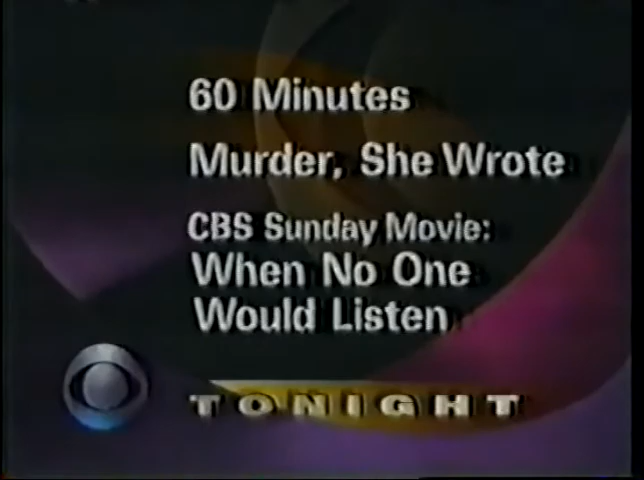 60 Minutes
Murder, She Wrote
CBS Sunday Movie:
When No One
Would Listen
TONIGHT